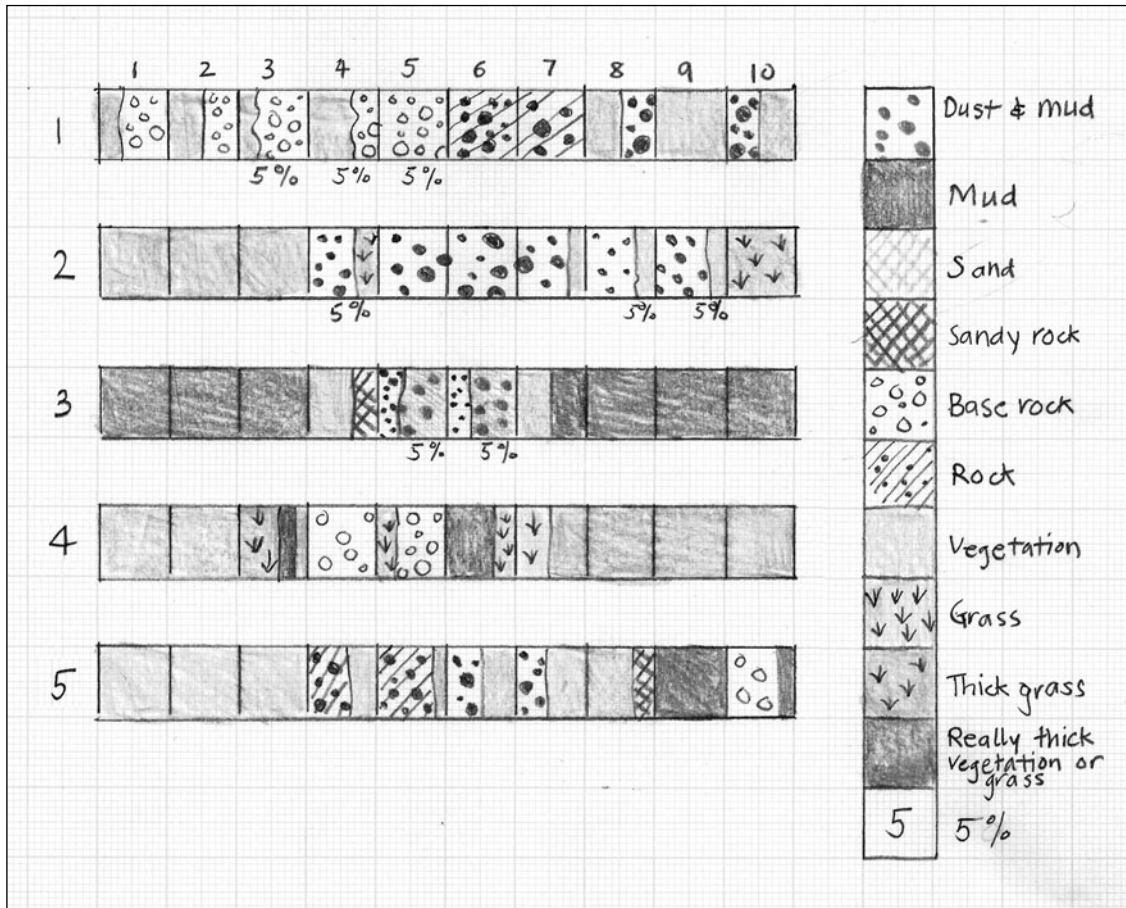 1 2 3 4 5 6 7 8 9 10
1
5% 5% 5%
2
5% 5% 5%
3
5% 5%
4
5
Dust & mud
Mud
Sand
Sandy rock
Base rock
Rock
Vegetation
Grass
Thick grass
Really thick
vegetation or
grass
5 5%